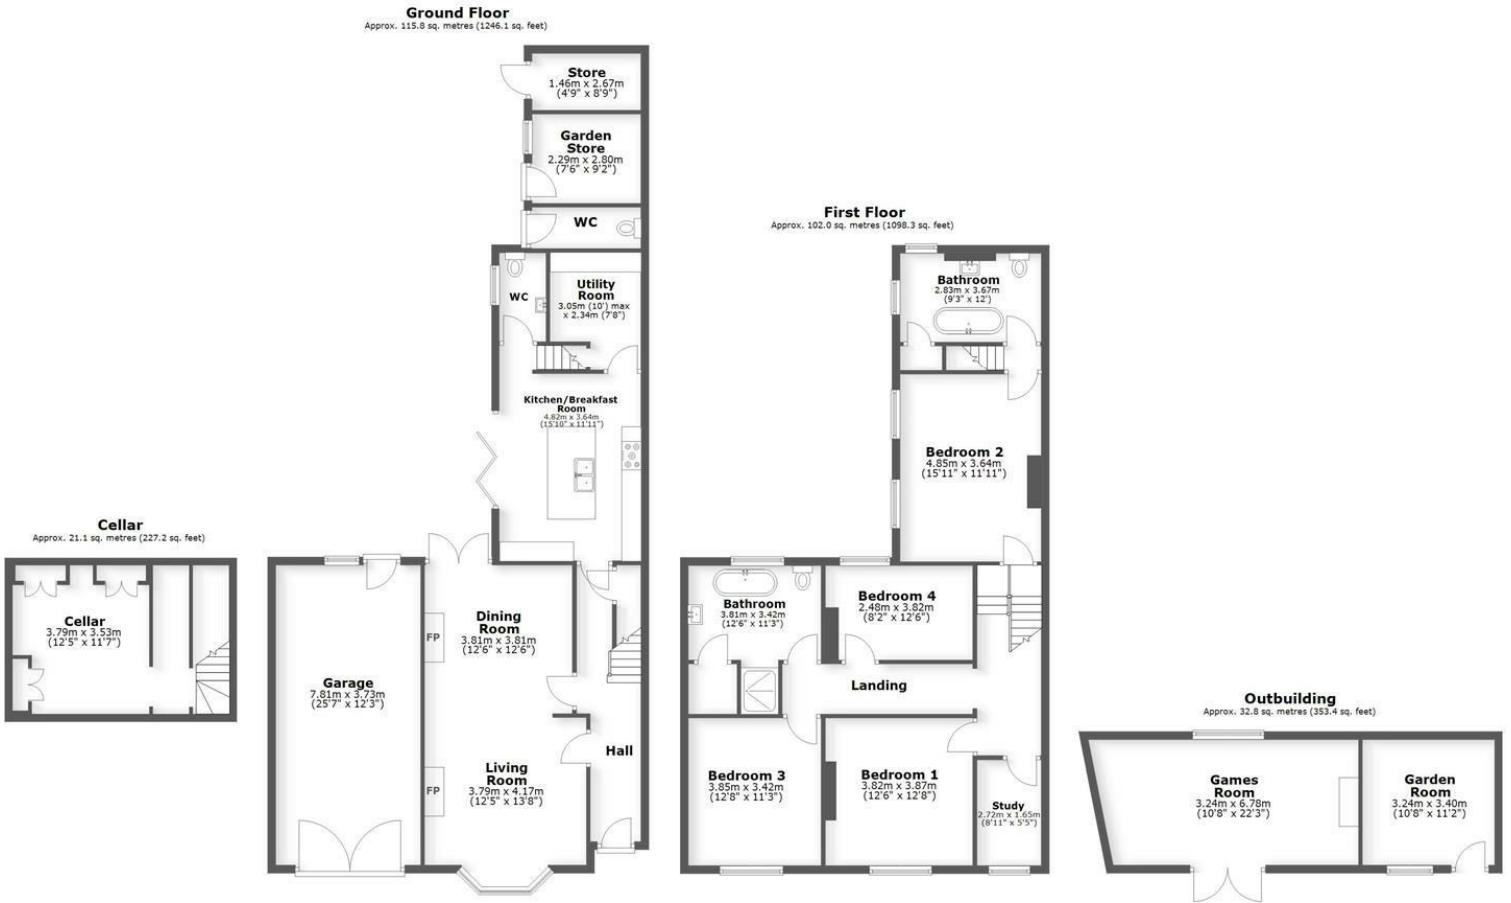 Ground Floor
Approx. 115.8 sq. metres (1246.1 sq. feet)
Store
1.46m x 2.67m
(4'9" x 8'9")
Garden
Store
2.29m x 2.80m
(7'6" x 9'2")
WC
WC
Utility
Room
3.05m (10') max
x 2.34m (7'8")
Kitchen/Breakfast
Room
4.82m x 3.64m
(15'10" x 11'11")
Dining
Room
3.81m x 3.81m
(12'6" x 12'6")
FP
Garage
7.81m x 3.73m
(25'7" x 12'3")
Hall
Living
Room
3.79m x 4.17m
(12'5" x 13'8")
FP
Cellar
Approx. 21.1 sq. metres (227.2 sq. feet)
Cellar
3.79m x 3.53m
(12'5" x 11'7")
First Floor
Approx. 102.0 sq. metres (1098.3 sq. feet)
Bathroom
2.83m x 3.67m
(9'3" x 12')
Bedroom 2
4.85m x 3.64m
(15'11" x 11'11")
Bathroom
3.81m x 3.42m
(12'6" x 11'3")
Bedroom 4
2.48m x 3.82m
(8'2" x 12'6")
Landing
Bedroom 3
3.85m x 3.42m
(12'8" x 11'3")
Bedroom 1
3.82m x 3.87m
(12'6" x 12'8")
Study
2.72m x 1.65m
(8'11" x 5'5")
Outbuilding
Approx. 32.8 sq. metres (353.4 sq. feet)
Games
Room
3.24m x 6.78m
(10'8" x 22'3")
Garden
Room
3.24m x 3.40m
(10'8" x 11'2")